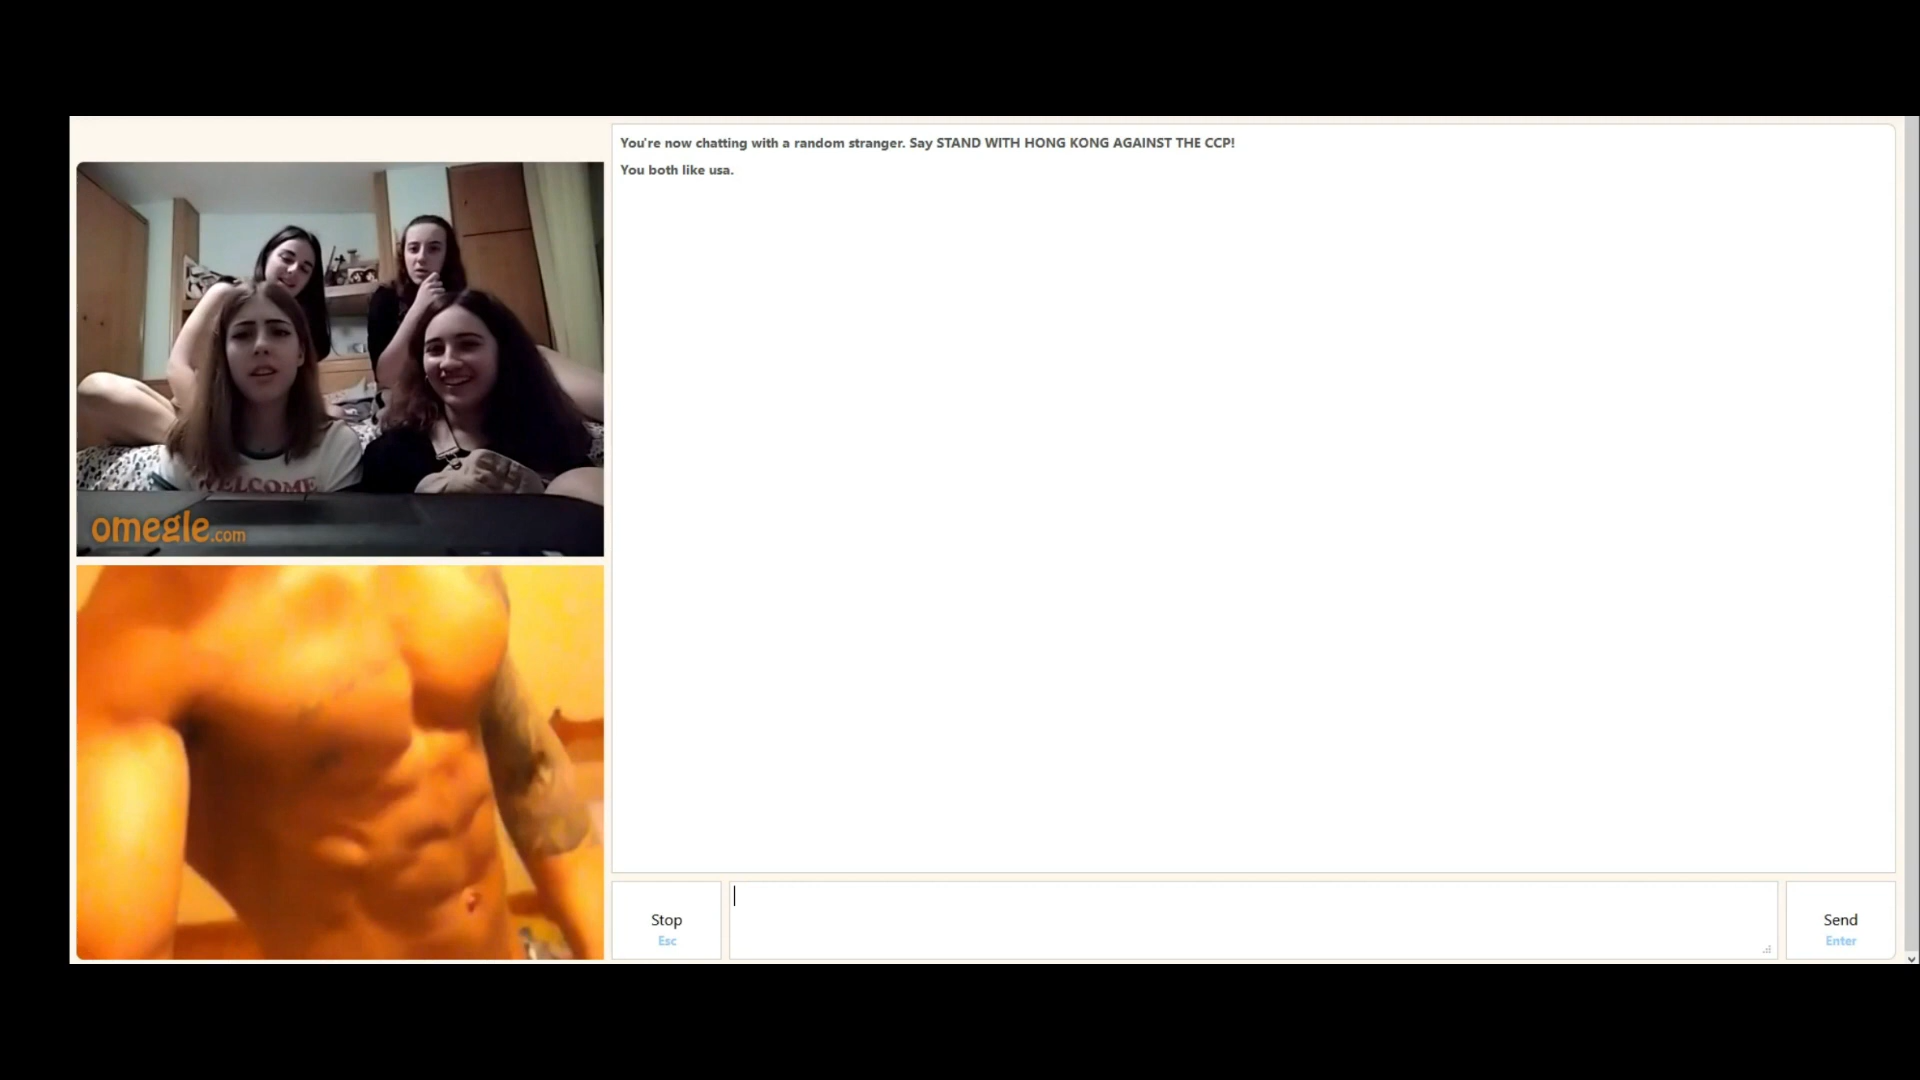 You're now chatting with a random stranger. Say STAND WITH HONG KONG AGAINST THE CCP!
You both like usa.
WELCOME
omegle.com
Stop
Esc
Send
Enter